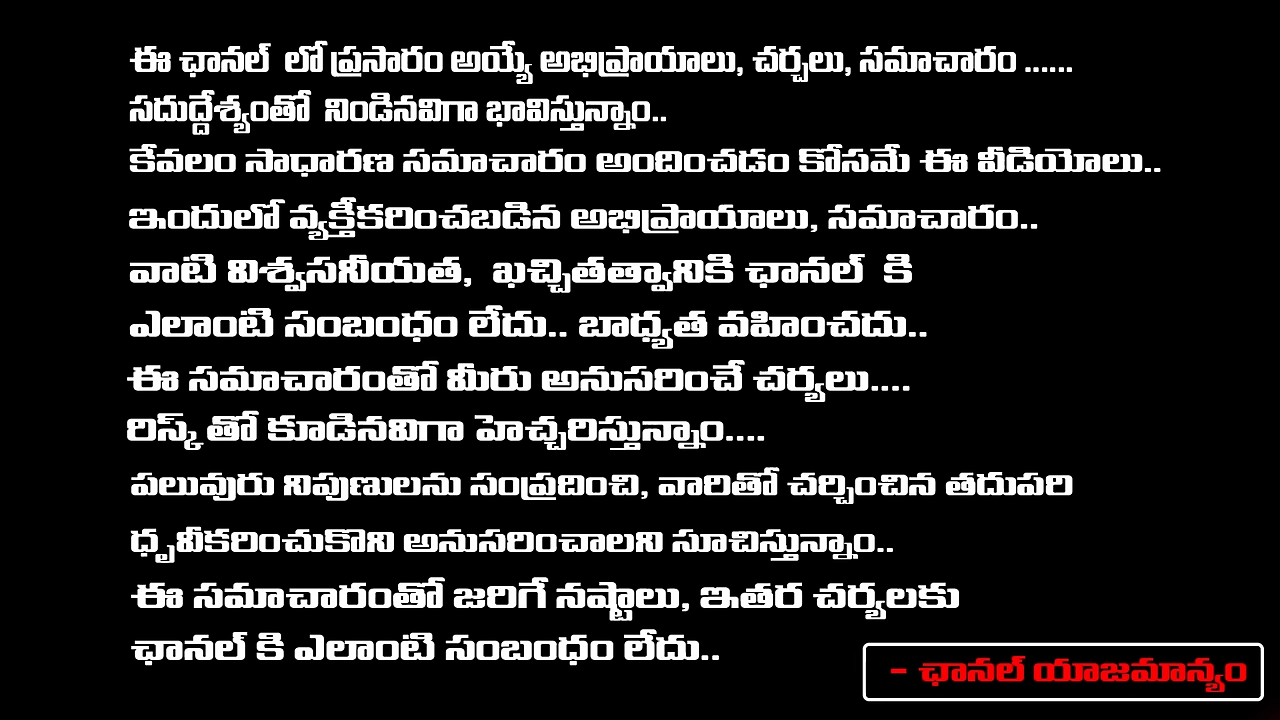 ఈ ఛానల్ లో ప్రసారం అయ్యే అభిప్రాయాలు, చర్చలు, సమాచారం ......
సదుద్దేశ్యంతో నిండినవిగా భావిస్తున్నాం..
కేవలం సాధారణ సమాచారం అందించడం కోసమే ఈ వీడియోలు..
ఇందులో వ్యక్తీకరించబడిన అభిప్రాయాలు, సమాచారం..
వాటి విశ్వసనీయత, ఖచ్చితత్వానికి ఛానల్ కి
ఎలాంటి సంబంధం లేదు.. బాధ్యత వహించదు..
ఈ సమాచారంతో మీరు అనుసరించే చర్యలు....
రిస్క్ తో కూడినవిగా హెచ్చరిస్తున్నాం....
పలువురు నిపుణులను సంప్రదించి, వారితో చర్చించిన తదుపరి
ధృవీకరించుకొని అనుసరించాలని సూచిస్తున్నాం..
ఈ సమాచారంతో జరిగే నష్టాలు, ఇతర చర్యలకు
ఛానల్ కి ఎలాంటి సంబంధం లేదు..
- ఛానల్ యాజమాన్యం